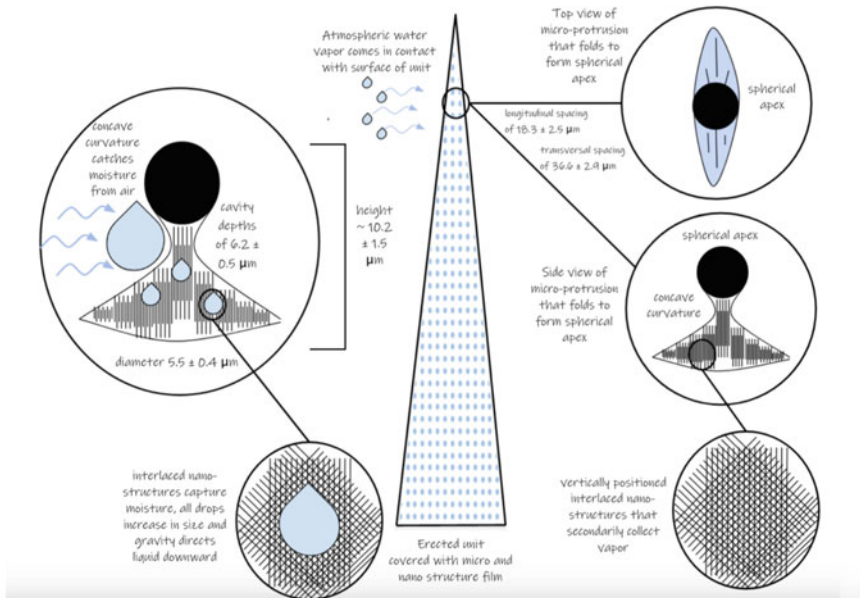 Atmospheric water
vapor comes in contact
with surface of unit
Top view of
micro-protrusion
that folds to
form spherical
apex
spherical
apex
longitudinal spacing
of 18.3 ± 2.5 μm
transversal spacing
of 36.6 ± 2.9 μm
concave
curvature
catches
moisture
from air
cavity
depths
of 6.2 ±
0.5 μm
height
~ 10.2
± 1.5
μm
diameter 5.5 ± 0.4 μm
spherical apex
Side view of
micro-protrusion
that folds to
form spherical
apex
concave
curvature
interlaced nano-
structures capture
moisture, all drops
increase in size and
gravity directs
liquid downward
Erected unit
covered with micro and
nano structure film
vertically positioned
interlaced nano-
structures that
secondarily collect
vapor